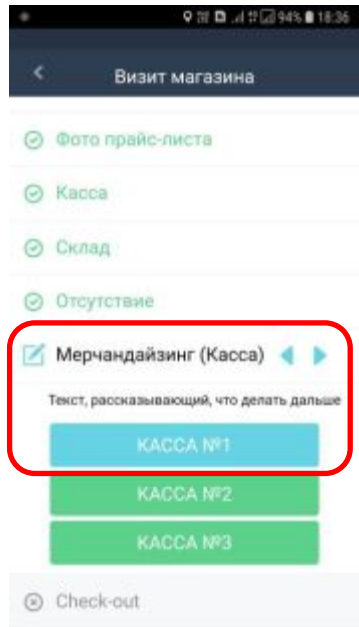 94% 18:36
Визит магазина
Фото прайс-листа
Касса
Склад
Отсутствие
Мерчандайзинг (Касса)
Текст, рассказывающий, что делать дальше
КАССА №1
КАССА №2
КАССА №3
Check-out